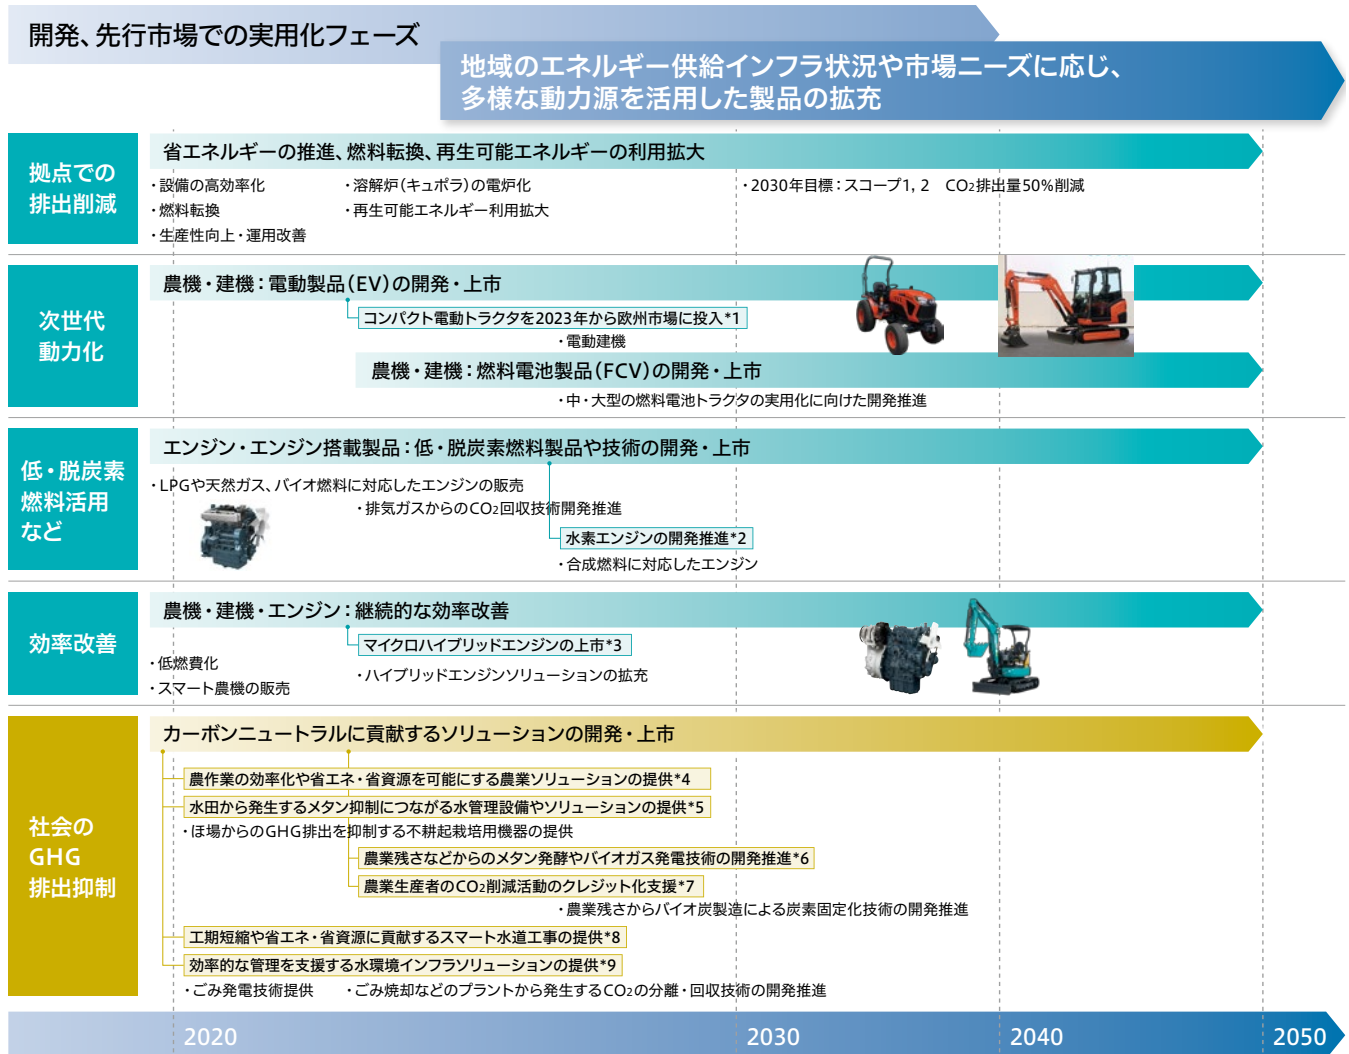 開発、先行市場での実用化フェーズ
地域のエネルギー供給インフラ状況や市場ニーズに応じ、
多様な動力源を活用した製品の拡充
拠点での
排出削減
省エネルギーの推進、燃料転換、再生可能エネルギーの利用拡大
・設備の高効率化
・溶解炉(キュポラ)の電炉化
・2030年目標：スコープ1, 2 CO2排出量50%削減
・燃料転換
・再生可能エネルギー利用拡大
・生産性向上・運用改善
次世代
動力化
農機・建機：電動製品(EV)の開発・上市
コンパクト電動トラクタを2023年から欧州市場に投入*1
・電動建機
農機・建機：燃料電池製品(FCV)の開発・上市
・中・大型の燃料電池トラクタの実用化に向けた開発推進
低・脱炭素
燃料活用
など
エンジン・エンジン搭載製品：低・脱炭素燃料製品や技術の開発・上市
・LPGや天然ガス、バイオ燃料に対応したエンジンの販売
・排気ガスからのCO2回収技術開発推進
水素エンジンの開発推進*2
・合成燃料に対応したエンジン
効率改善
農機・建機・エンジン：継続的な効率改善
マイクロハイブリッドエンジンの上市*3
・低燃費化
・ハイブリッドエンジンソリューションの拡充
・スマート農機の販売
社会の
GHG
排出抑制
カーボンニュートラルに貢献するソリューションの開発・上市
農作業の効率化や省エネ・省資源を可能にする農業ソリューションの提供*4
水田から発生するメタン抑制につながる水管理設備やソリューションの提供*5
・ほ場からのGHG排出を抑制する不耕起栽培用機器の提供
農業残さなどからのメタン発酵やバイオガス発電技術の開発推進*6
農業生産者のCO2削減活動のクレジット化支援*7
・農業残さからバイオ炭製造による炭素固定化技術の開発推進
工期短縮や省エネ・省資源に貢献するスマート水道工事の提供*8
効率的な管理を支援する水環境インフラソリューションの提供*9
・ごみ発電技術提供
・ごみ焼却などのプラントから発生するCO2の分離・回収技術の開発推進
2020
2030
2040
2050